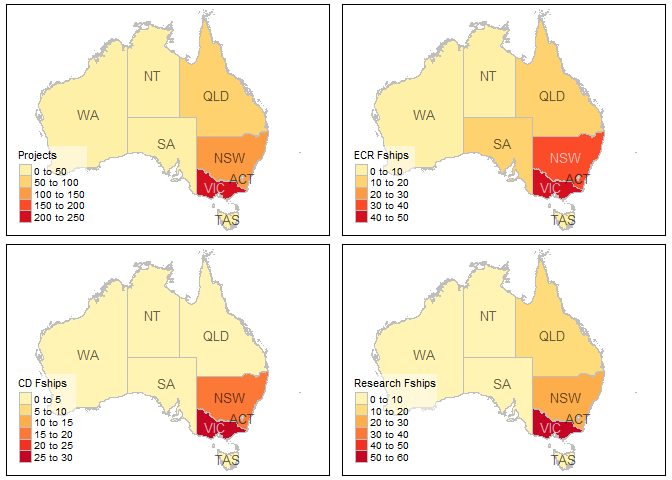 NT
QLD
WA
SA
NSW
ACT
VIC
TAS
Projects
0 to 50
50 to 100
100 to 150
150 to 200
200 to 250
NT
QLD
WA
SA
NSW
ACT
VIC
TAS
ECR Fships
0 to 10
10 to 20
20 to 30
30 to 40
40 to 50
NT
QLD
WA
SA
NSW
ACT
VIC
TAS
CD Fships
0 to 5
5 to 10
10 to 15
15 to 20
20 to 25
25 to 30
NT
QLD
WA
SA
NSW
ACT
VIC
TAS
Research Fships
0 to 10
10 to 20
20 to 30
30 to 40
40 to 50
50 to 60